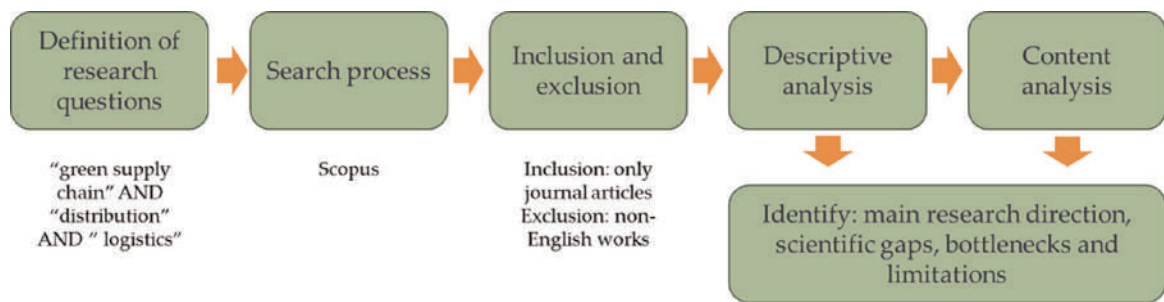 Definition of
research
questions
Search process
Inclusion and
exclusion
Descriptive
analysis
Content
analysis
“green supply
chain” AND
“distribution”
AND “ logistics”
Scopus
Inclusion: only
journal articles
Exclusion: non-
English works
Identify: main research direction,
scientific gaps, bottlenecks and
limitations